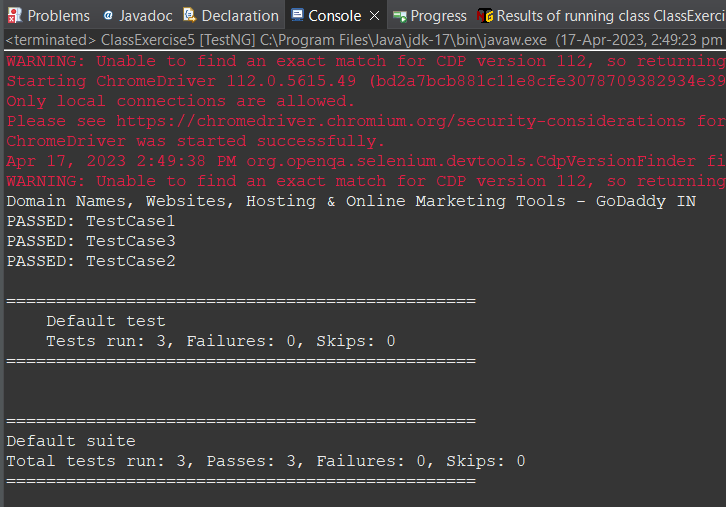 Problems Javadoc Declaration Console Progress Results of running class ClassExerci
<terminated> ClassExercise5 [TestNG] C:\Program Files\Java\jdk-17\bin\javaw.exe (17-Apr-2023, 2:49:23 pm
WARNING: Unable to find an exact match for CDP version 112, so returning
Starting ChromeDriver 112.0.5615.49 (bd2a7bcb881c11e8cfe3078709382934e39
Only local connections are allowed.
Please see https://chromedriver.chromium.org/security-considerations for
ChromeDriver was started successfully.
Apr 17, 2023 2:49:38 PM org.openqa.selenium.devtools.CdpVersionFinder fi
WARNING: Unable to find an exact match for CDP version 112, so returning
Domain Names, Websites, Hosting & Online Marketing Tools - GoDaddy IN
PASSED: TestCase1
PASSED: TestCase3
PASSED: TestCase2
===============================================
Default test
Tests run: 3, Failures: 0, Skips: 0
===============================================
===============================================
Default suite
Total tests run: 3, Passes: 3, Failures: 0, Skips: 0
===============================================